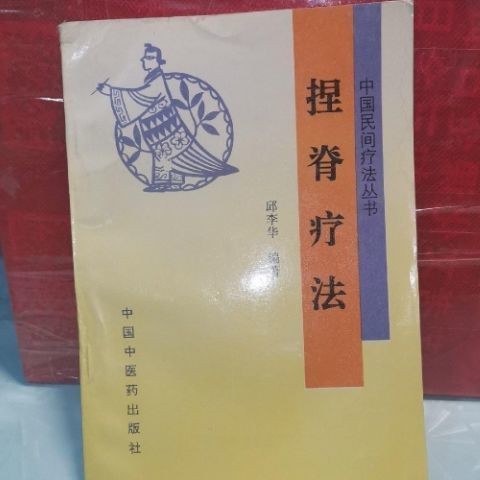 中国民间疗法丛书
捏脊疗法
邱李华 编著
中国中医药出版社